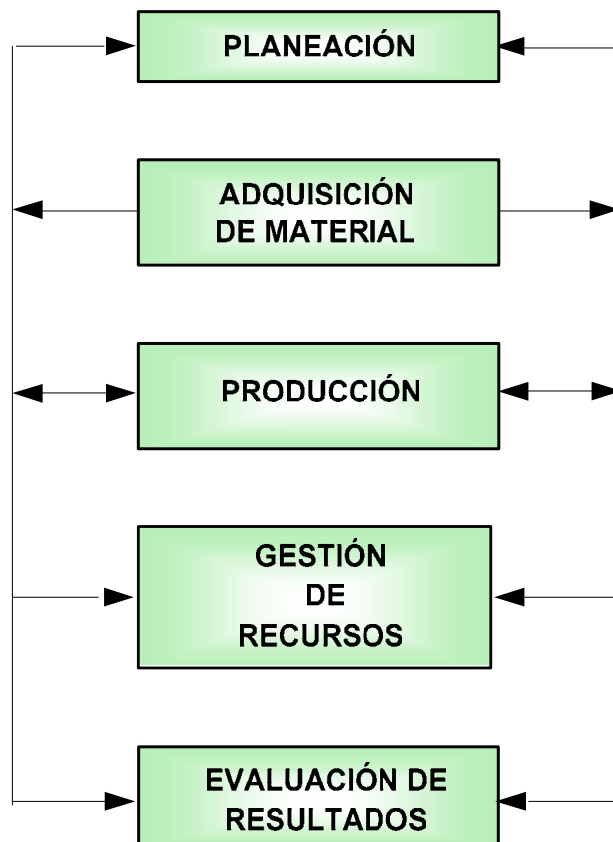 PLANEACIÓN
ADQUISICIÓN
DE MATERIAL
PRODUCCIÓN
GESTIÓN
DE
RECURSOS
EVALUACIÓN DE
RESULTADOS